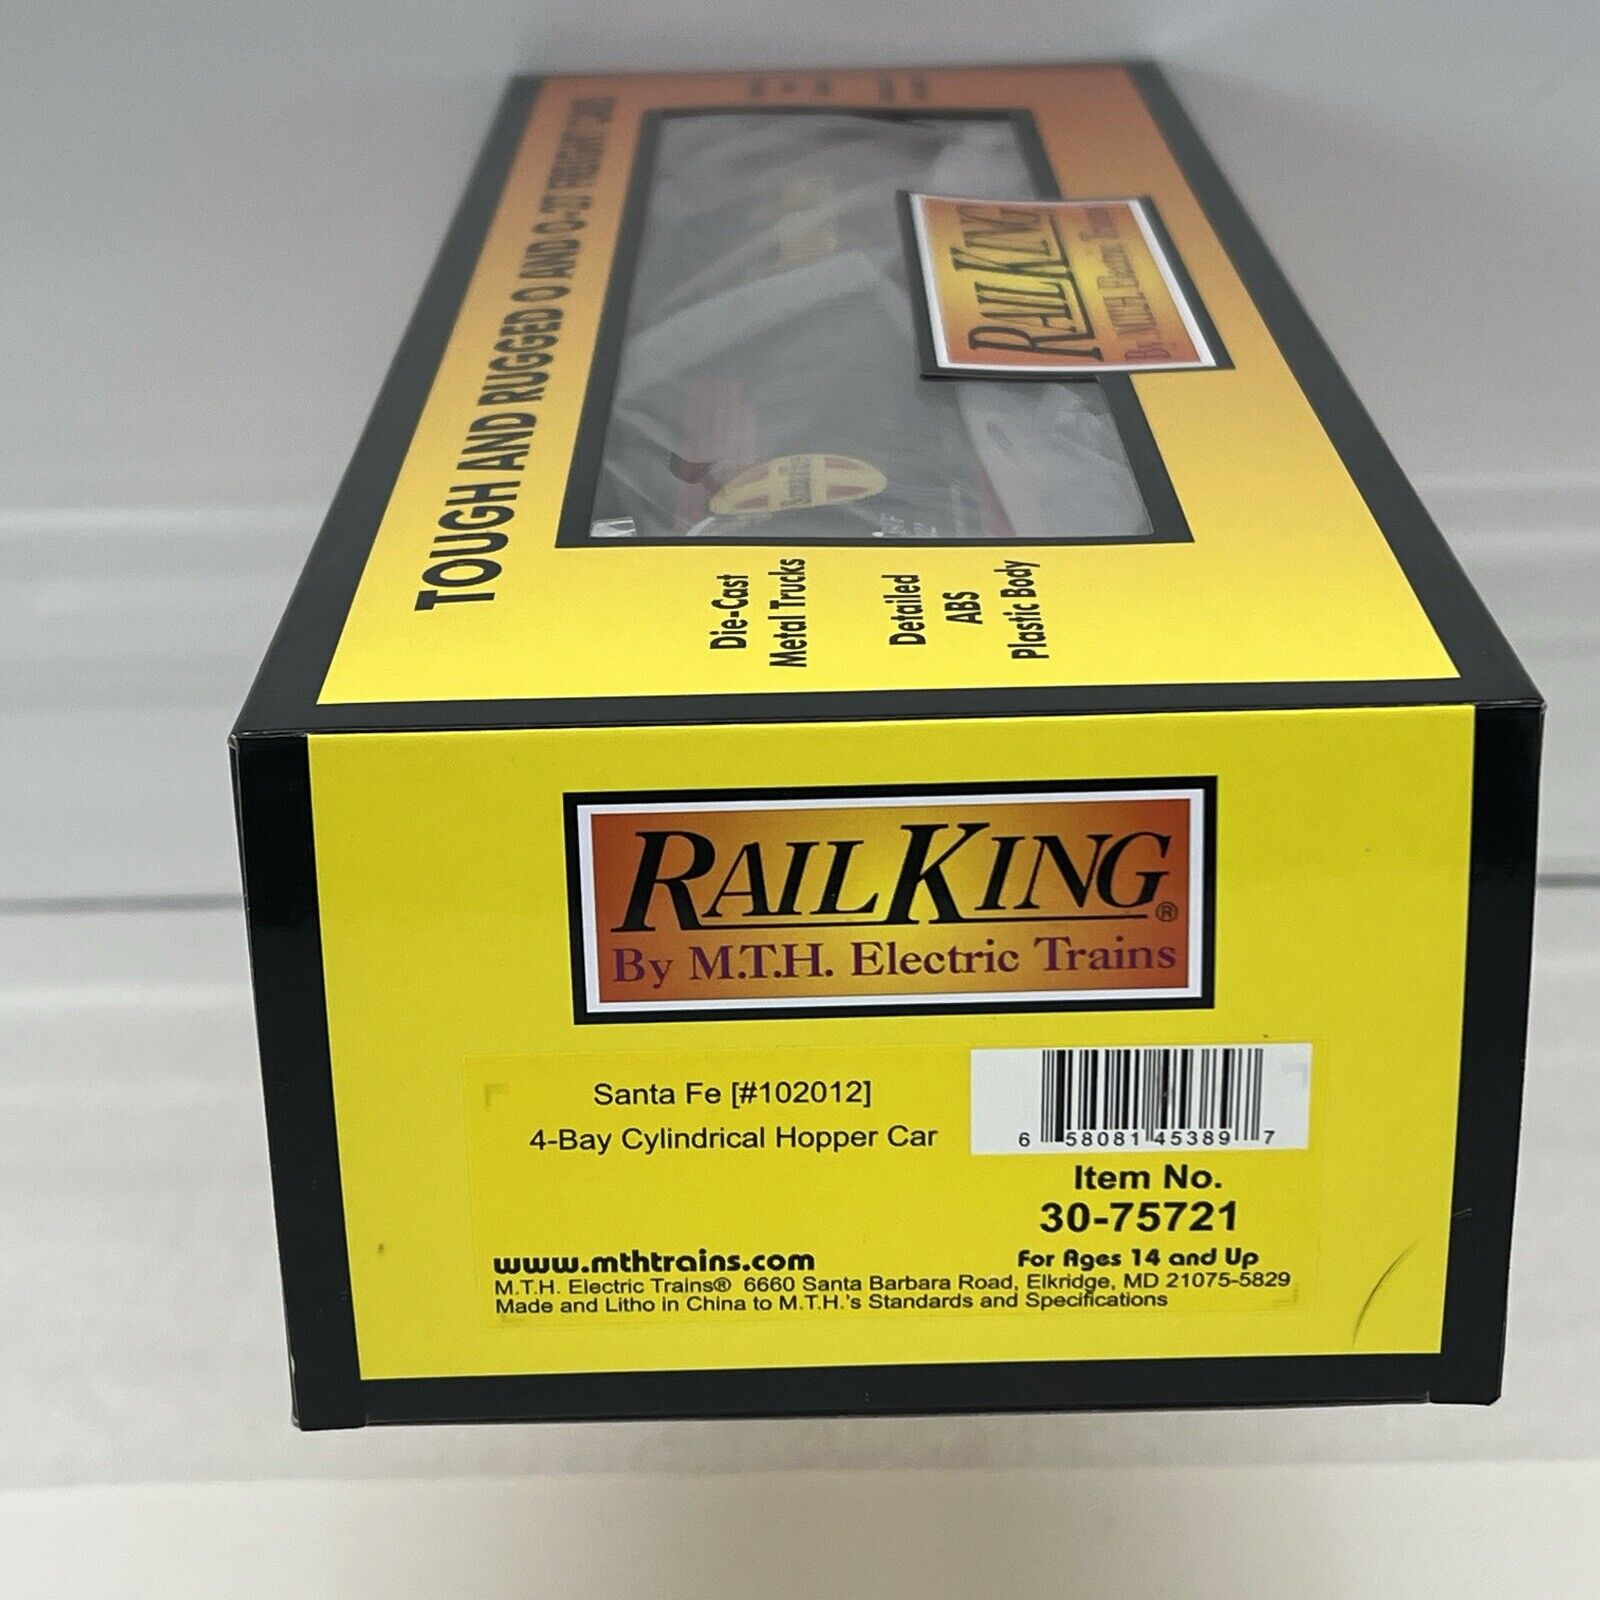 TOUGH AND RUGGED O AND O-27 FREIGHT CARS
RAILKING
By M.T.H. Electric Trains
Santa Fe
Die-Cast
Metal Trucks
Detailed
ABS
Plastic Body
RAILKING®
By M.T.H. Electric Trains
Santa Fe [#102012]
4-Bay Cylindrical Hopper Car
6 58081 45389 7
Item No.
30-75721
www.mthtrains.com
For Ages 14 and Up
M.T.H. Electric Trains® 6660 Santa Barbara Road, Elkridge, MD 21075-5829
Made and Litho in China to M.T.H.'s Standards and Specifications